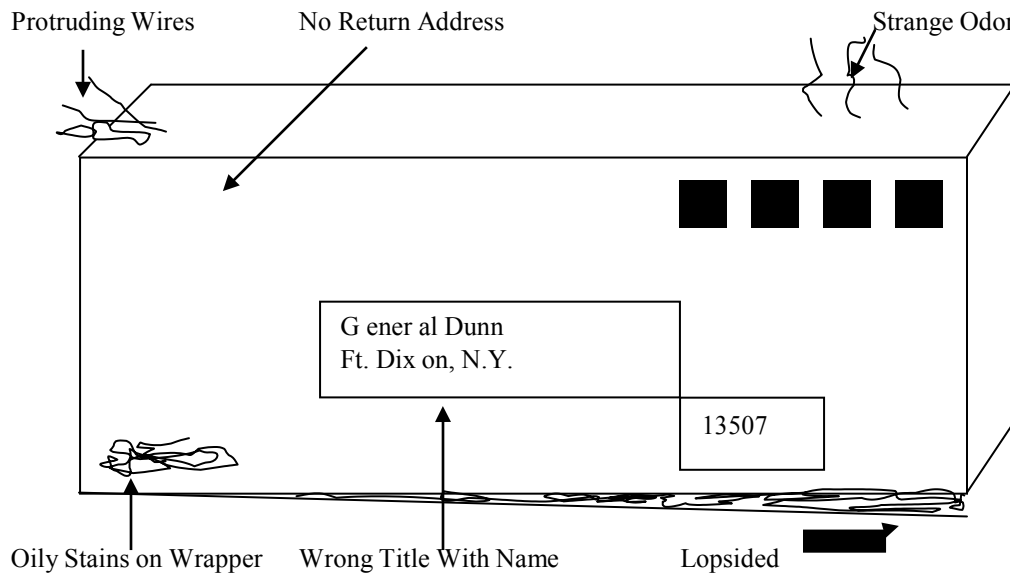 Protruding Wires
No Return Address
Strange Odor
G ener al Dunn
Ft. Dix on, N.Y.
13507
Oily Stains on Wrapper
Wrong Title With Name
Lopsided